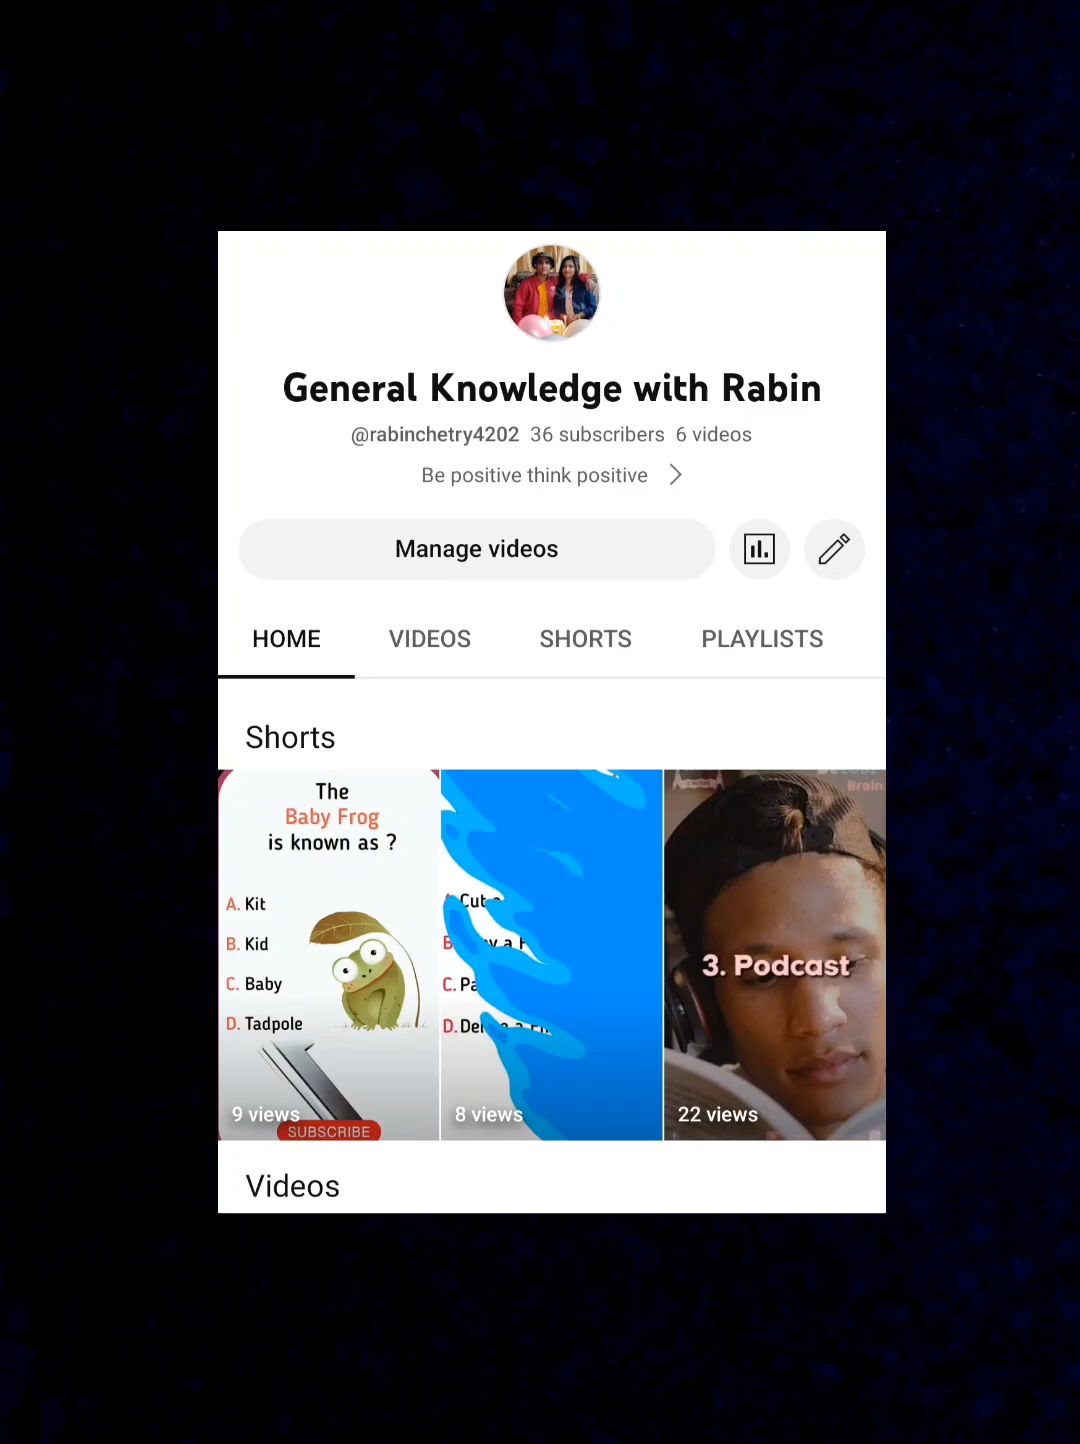 General Knowledge with Rabin
@rabinchetry4202 36 subscribers 6 videos
Be positive think positive
Manage videos
HOME VIDEOS SHORTS PLAYLISTS
Shorts
The
Baby Frog
is known as ?
A. Kit
B. Kid
C. Baby
D. Tadpole
9 views
SUBSCRIBE
Cut
B.
a
C.
D.
8 views
Brain
3. Podcast
22 views
Videos